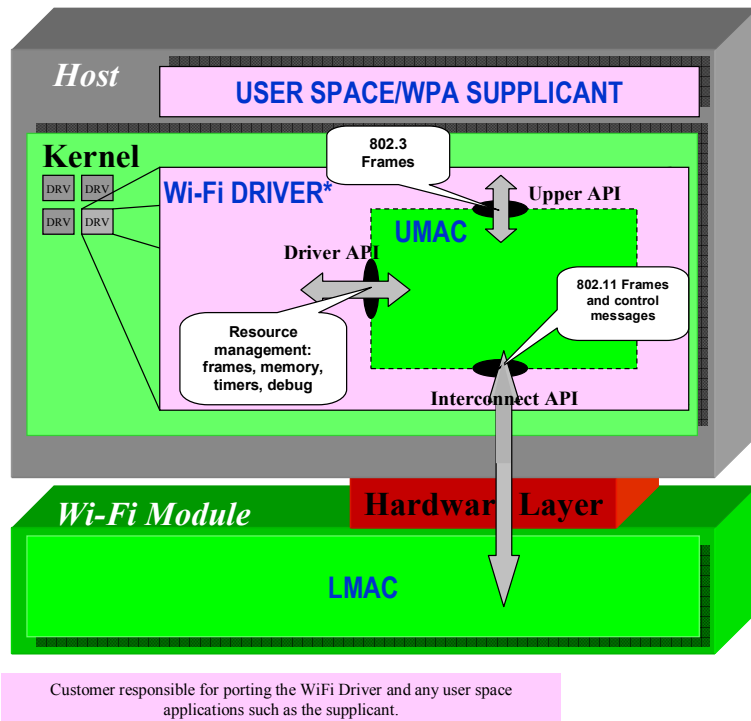 Host
USER SPACE/WPA SUPPLICANT
Kernel
DRV DRV
DRV DRV
Wi-Fi DRIVER*
802.3
Frames
Upper API
UMAC
Driver API
802.11 Frames
and control
messages
Resource
management:
frames, memory,
timers, debug
Interconnect API
Hardwar Layer
Wi-Fi Module
LMAC
Customer responsible for porting the WiFi Driver and any user space
applications such as the supplicant.